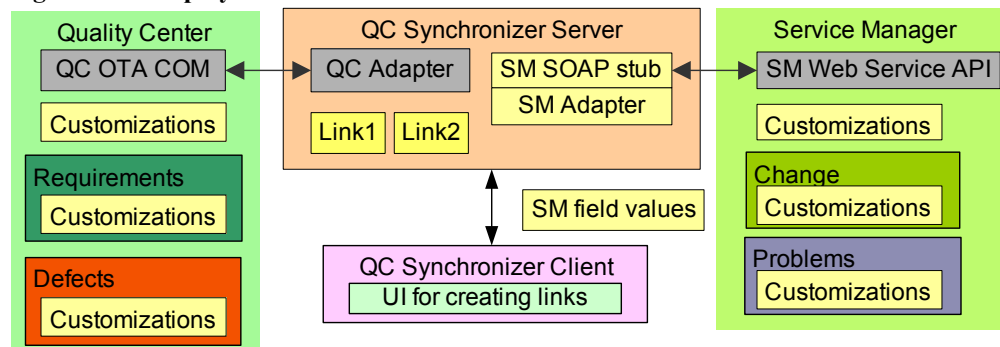 Quality Center
QC OTA COM
Customizations
Requirements
Customizations
Defects
Customizations
QC Synchronizer Server
QC Adapter
SM SOAP stub
SM Adapter
Link1
Link2
SM field values
QC Synchronizer Client
UI for creating links
Service Manager
SM Web Service API
Customizations
Change
Customizations
Problems
Customizations